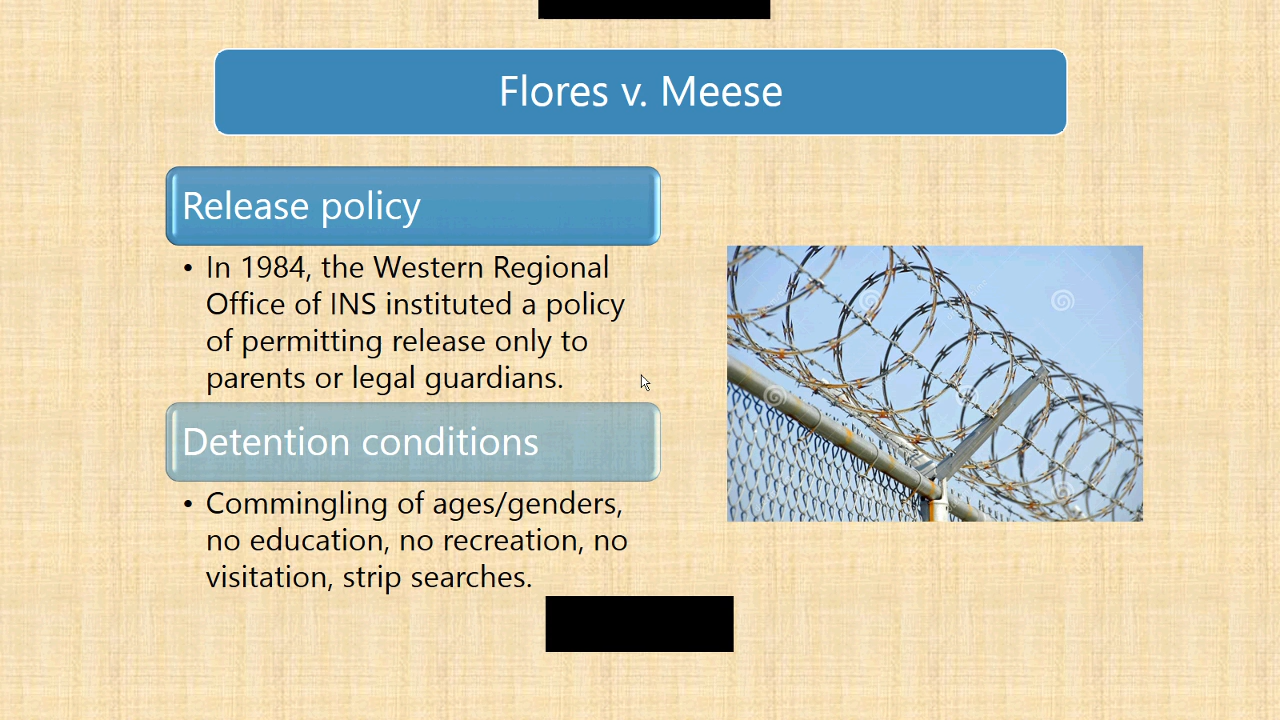 Flores v. Meese
Release policy
• In 1984, the Western Regional
Office of INS instituted a policy
of permitting release only to
parents or legal guardians.
Detention conditions
• Commingling of ages/genders,
no education, no recreation, no
visitation, strip searches.